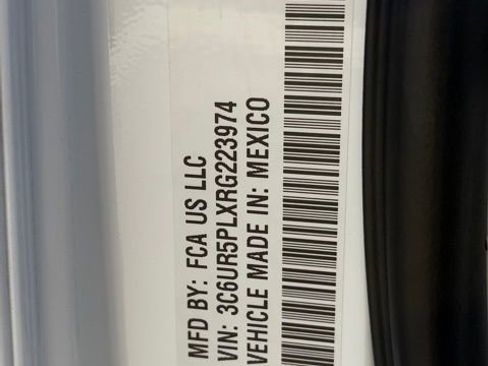 MFD BY: FCA US LLC
VIN: 3C6UR5PLXRG223974
VEHICLE MADE IN: MEXICO